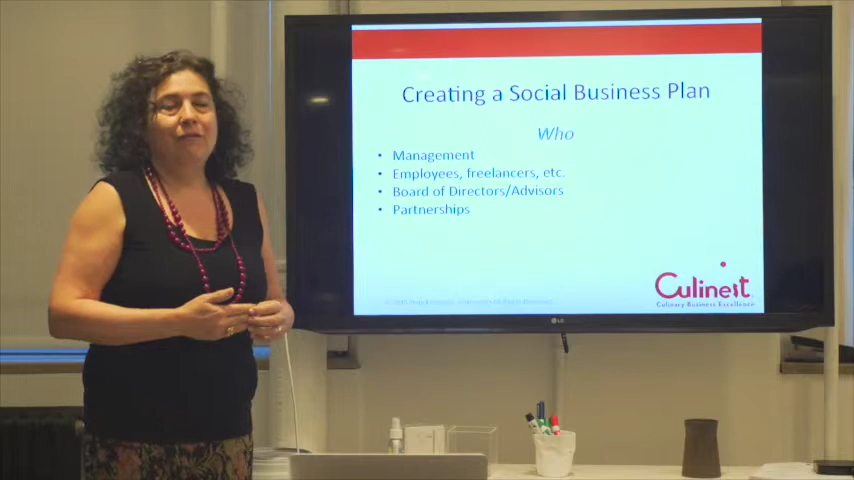 Creating a Social Business Plan
Who
• Management
• Employees, freelancers, etc.
• Board of Directors/Advisors
• Partnerships
Culineit
Culinary Business Excellence
LG